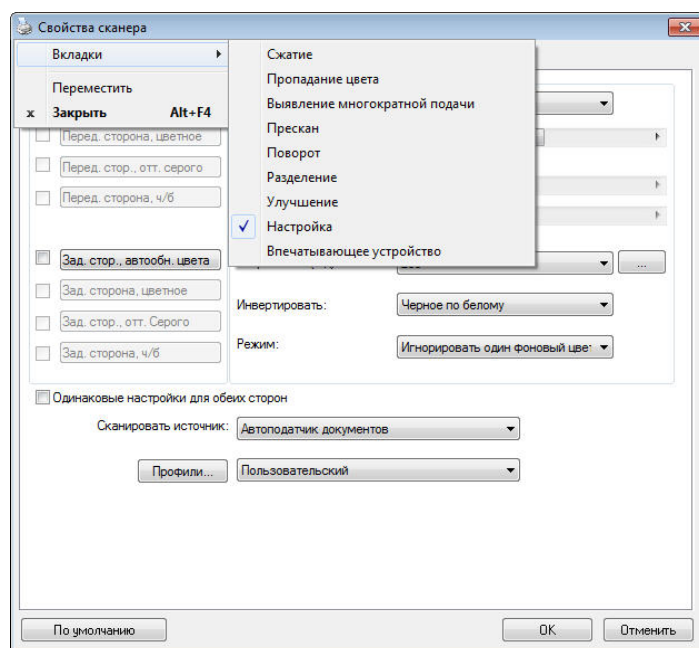 Свойства сканера
Вкладки
Переместить
x Закрыть Alt+F4
Сжатие
Пропадание цвета
Выявление многократной подачи
Прескан
Поворот
Разделение
Улучшение
Настройка
Впечатывающее устройство
Перед. сторона, цветное
Перед. стор., отт. серого
Перед. сторона, ч/б
Зад. стор., автообн. цвета
...
Зад. сторона, цветное
Инвертировать: Черное по белому
Зад. стор., отт. Серого
Режим: Игнорировать один фоновый цвет
Зад. сторона, ч/б
Одинаковые настройки для обеих сторон
Сканировать источник: Автоподатчик документов
Профили... Пользовательский
По умолчанию OK Отменить